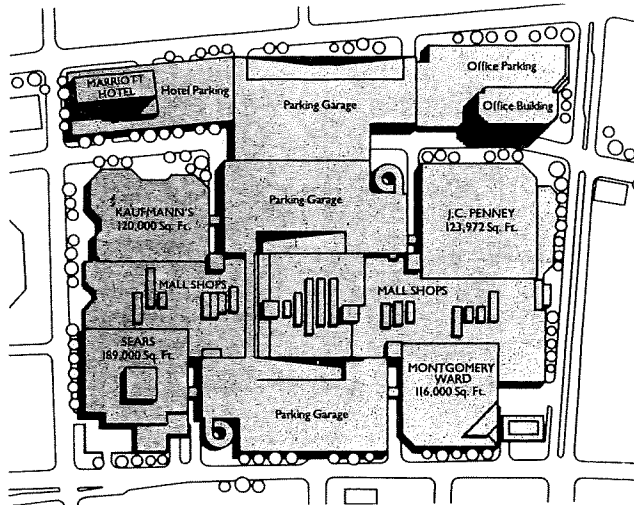 MARRIOTT
HOTEL
Hotel Parking
Parking Garage
Office Parking
Office Building
Parking Garage
KAUFMANN'S
120,000 Sq. Ft.
J.C. PENNEY
123,972 Sq. Ft.
MALL SHOPS
MALL SHOPS
SEARS
189,000 Sq. Ft.
MONTGOMERY
WARD
116,000 Sq. Ft.
Parking Garage